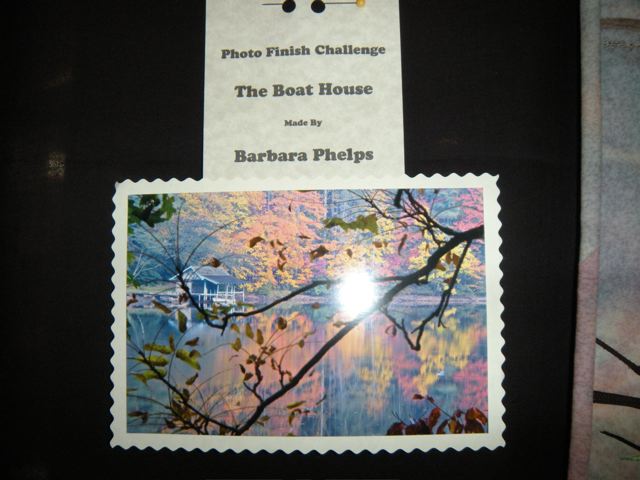 Photo Finish Challenge
The Boat House
Made By
Barbara Phelps